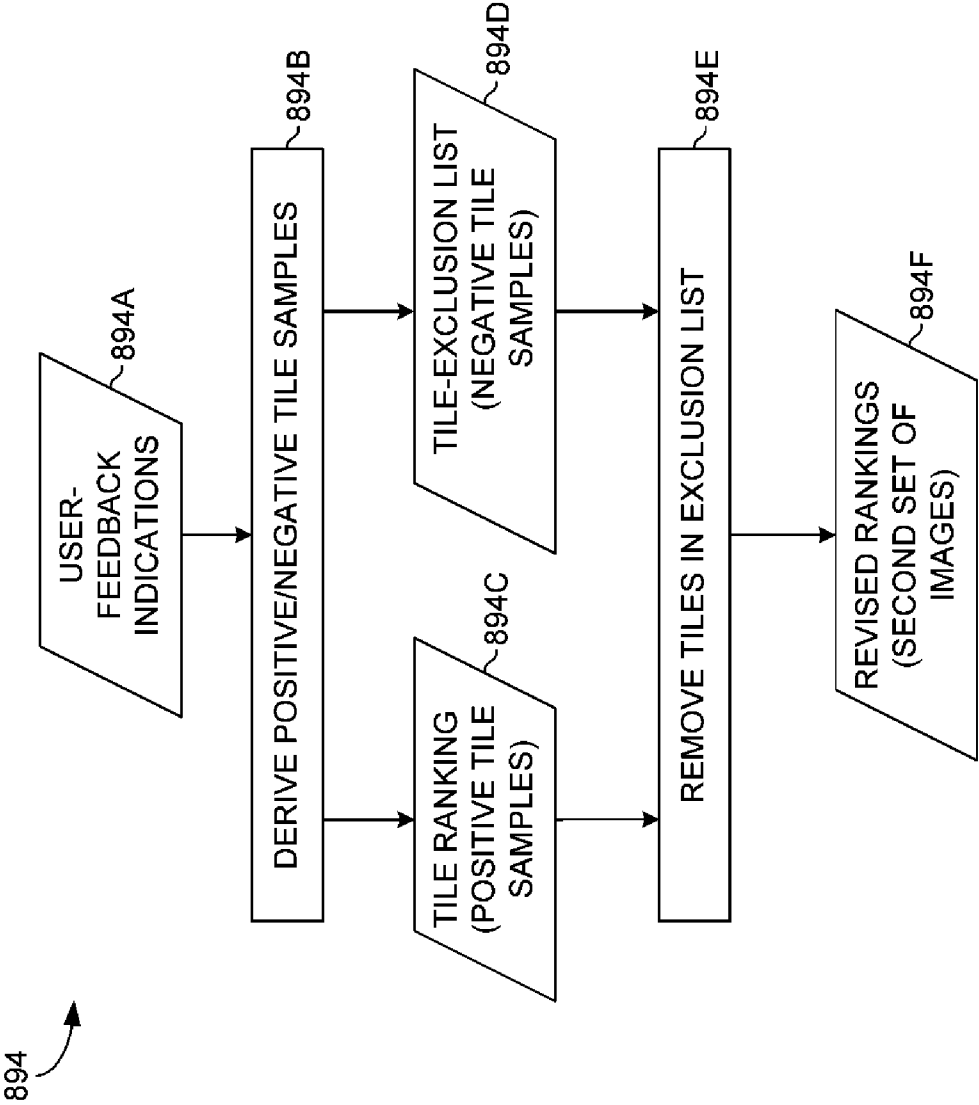 894
USER-
FEEDBACK
INDICATIONS
894A
DERIVE POSITIVE/NEGATIVE TILE SAMPLES
894B
TILE RANKING
(POSITIVE TILE
SAMPLES)
894C
TILE-EXCLUSION LIST
(NEGATIVE TILE
SAMPLES)
894D
REMOVE TILES IN EXCLUSION LIST
894E
REVISED RANKINGS
(SECOND SET OF
IMAGES)
894F